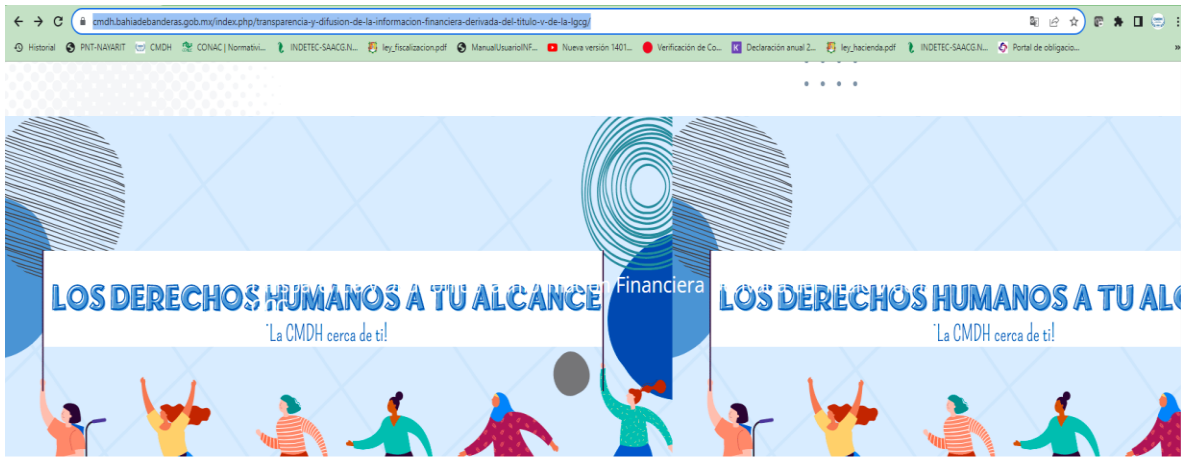 cmdh.bahiadebanderas.gob.mx/index.php/transparencia-y-difusion-de-la-informacion-financiera-derivada-del-titulo-v-de-la-lgcg/
Historial PNT-NAYARIT CMDH CONAC | Normativi... INDETEC-SAACG.N... ley_fiscalizacion.pdf ManualUsuarioINF... Nueva versión 1401... Verificación de Co... Declaración anual 2... ley_hacienda.pdf INDETEC-SAACG.N... Portal de obligacio... »
Financiera
LOS DERECHOS HUMANOS A TU ALCANCE LOS DERECHOS HUMANOS A TU ALC
¡La CMDH cerca de ti! ¡La CMDH cerca de ti!